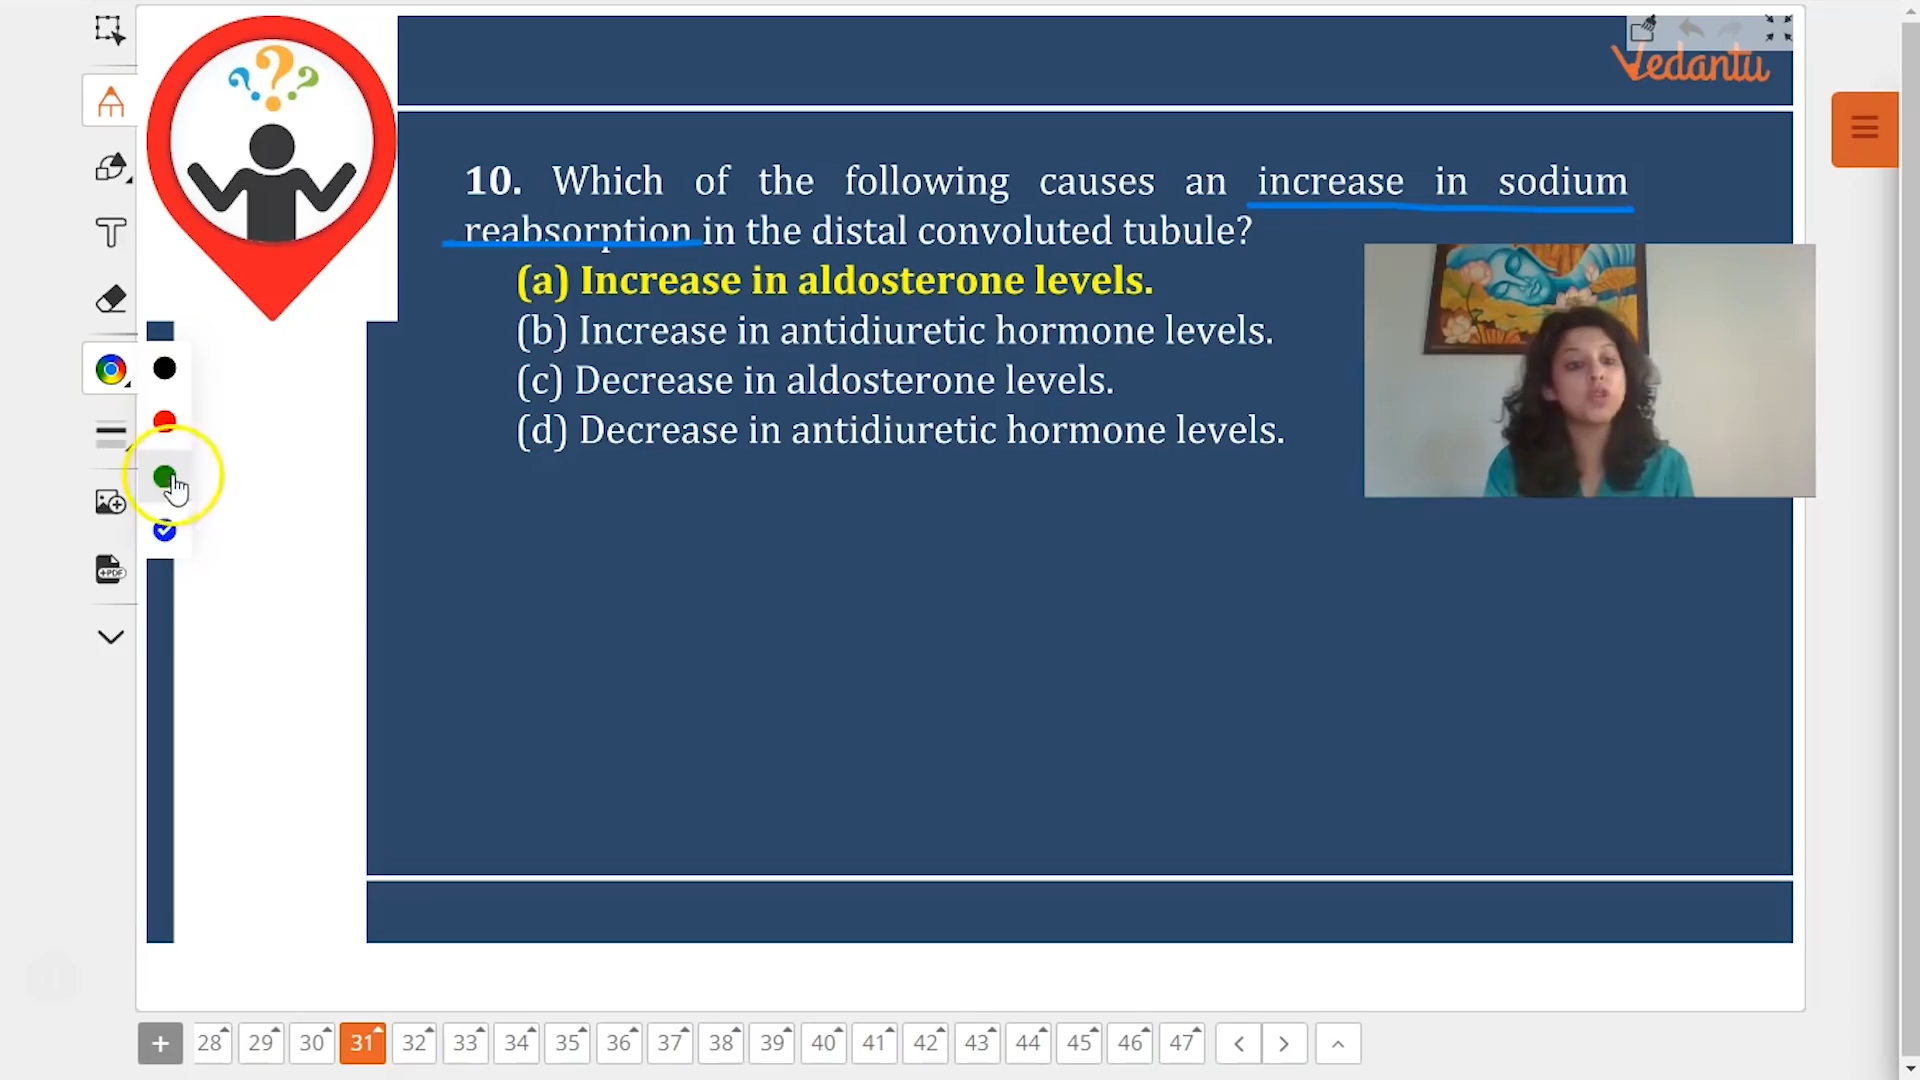 Vedantu
10. Which of the following causes an increase in sodium
reabsorption in the distal convoluted tubule?
(a) Increase in aldosterone levels.
(b) Increase in antidiuretic hormone levels.
(c) Decrease in aldosterone levels.
(d) Decrease in antidiuretic hormone levels.
+PDF
28 29 30 31 32 33 34 35 36 37 38 39 40 41 42 43 44 45 46 47